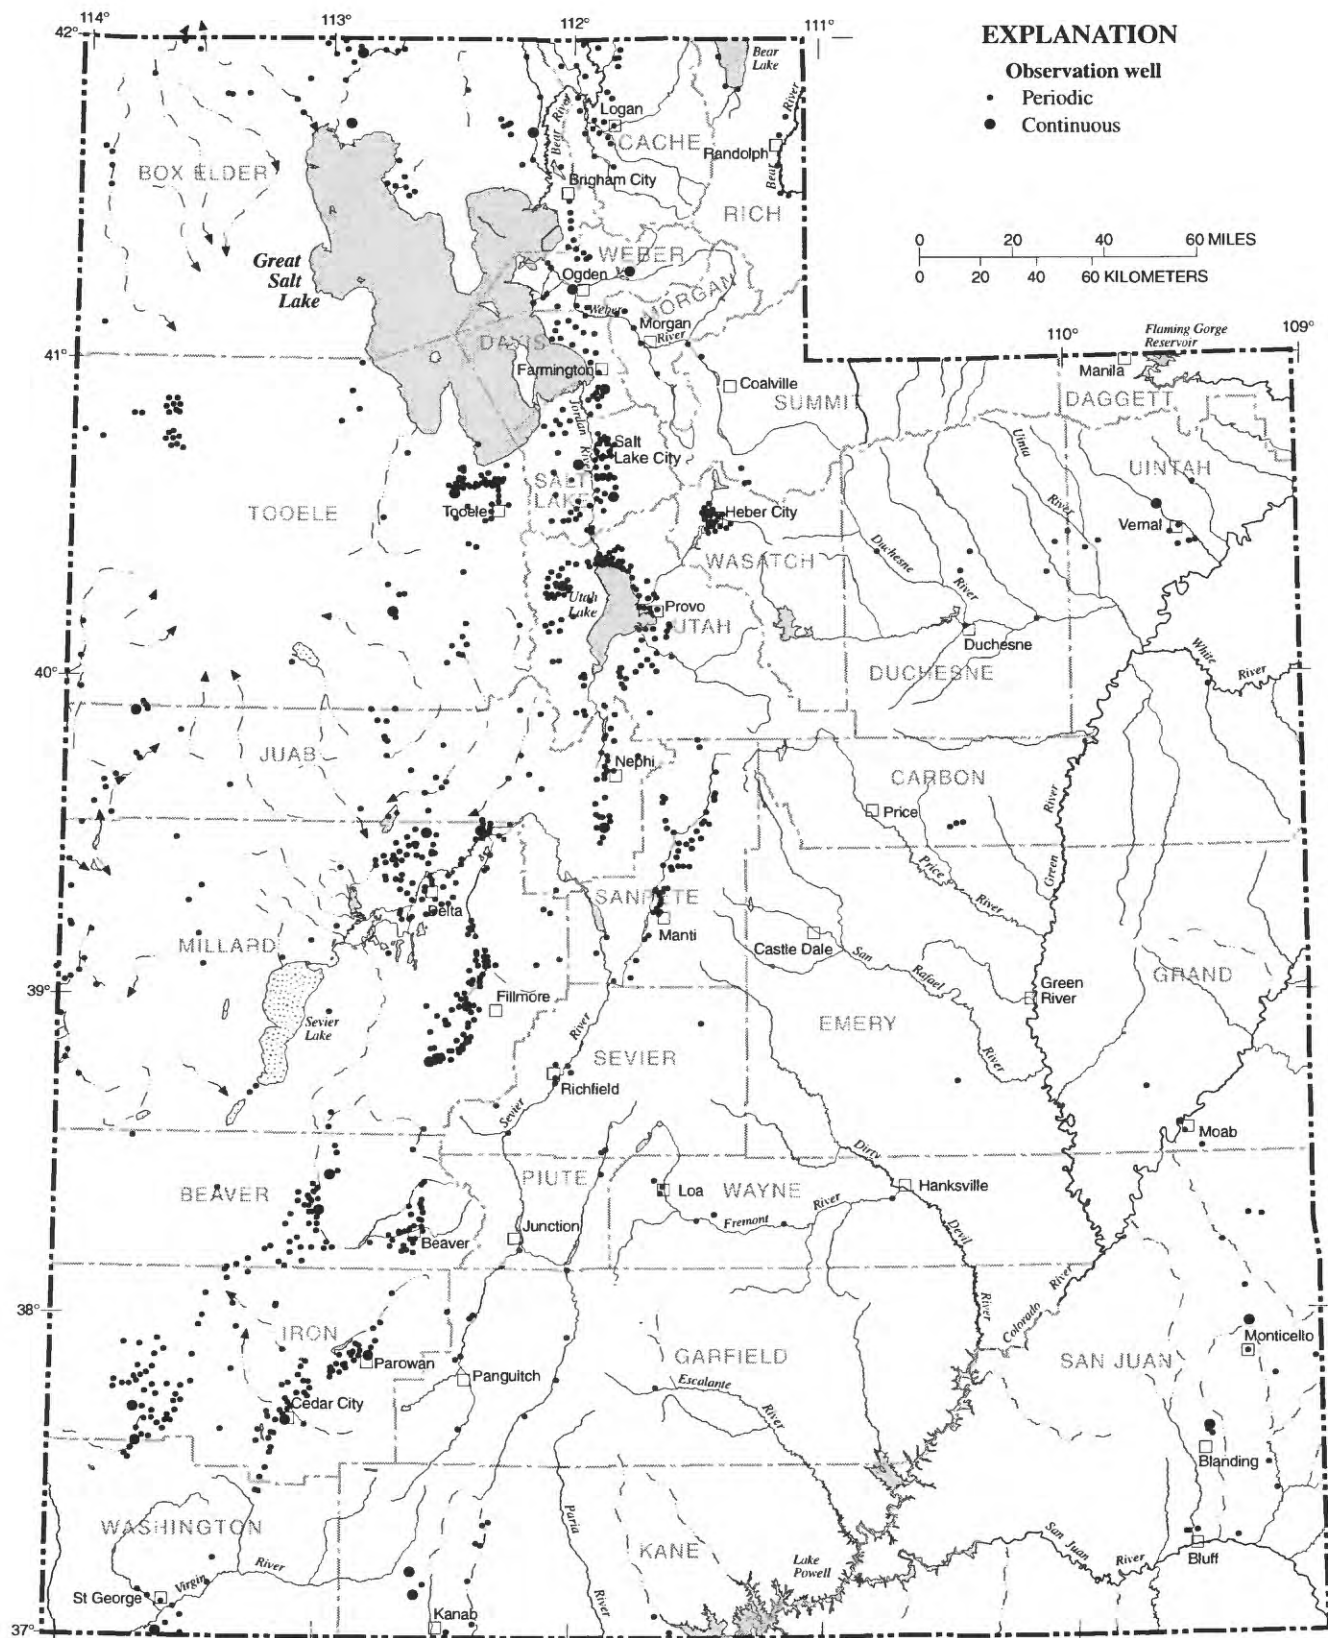 114°
113°
112°
111°
42°
EXPLANATION
Observation well
Periodic
Continuous
Bear
Lake
Bear River
Logan
CACHE
Randolph
Bear
River
BOX ELDER
Brigham City
RICH
0 20 40 60 MILES
0 20 40 60 KILOMETERS
Great
Salt
Lake
WEBER
Ogden
MORGAN
Weber
Morgan
River
DAVIS
110°
109°
Flaming Gorge
Reservoir
41°
Farmington
Manila
Coalville
SUMMIT
DAGGETT
Jordan River
Salt
Lake City
Uinta
River
UINTAH
SALT
LAKE
TOOELE
Tooele
Heber City
Vernal
WASATCH
Duchesne
River
Utah
Lake
Provo
UTAH
Duchesne
DUCHESNE
White
River
40°
JUAB
Nephi
CARBON
Price
River
Green
Price
River
SANPETE
Delta
Manti
Castle Dale
San
Rafael
River
MILLARD
GRAND
39°
Fillmore
Green
River
Sevier
Lake
River
EMERY
SEVIER
Richfield
Sevier
Moab
Dirty
Devil
River
PIUTE
BEAVER
Loa
WAYNE
Hanksville
River
Fremont
Junction
Beaver
38°
River
Colorado
IRON
Monticello
Parowan
GARFIELD
SAN JUAN
Panguitch
Escalante
River
Cedar City
Blanding
WASHINGTON
Paria
River
KANE
San Juan
River
Bluff
Lake
Powell
River
Virgin
St George
Kanab
37°